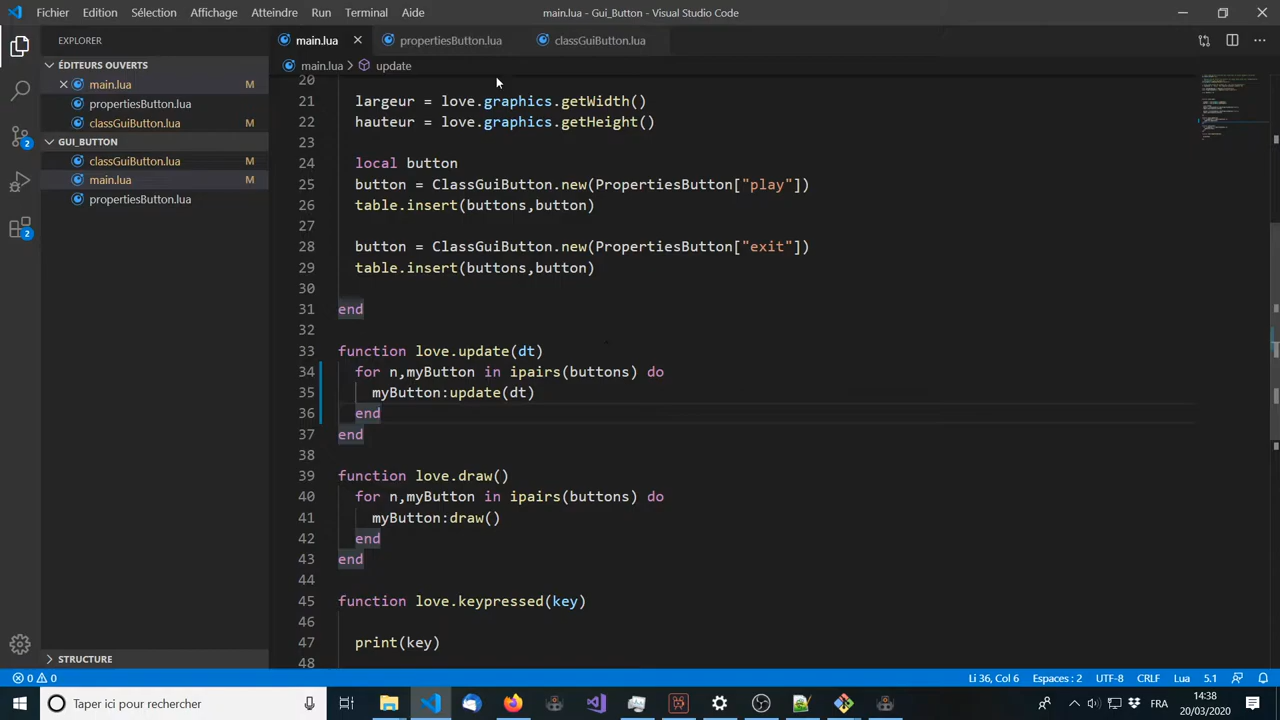 Fichier Edition Sélection Affichage Atteindre Run Terminal Aide main.lua - Gui_Button - Visual Studio Code
EXPLORER
ÉDITEURS OUVERTS
main.lua M
propertiesButton.lua
classGuiButton.lua M
GUI_BUTTON
classGuiButton.lua M
main.lua M
propertiesButton.lua
STRUCTURE
2
2
main.lua propertiesButton.lua classGuiButton.lua
main.lua > update
20
21 largeur = love.graphics.getWidth()
22 hauteur = love.graphics.getHeight()
23
24 local button
25 button = ClassGuiButton.new(PropertiesButton["play"])
26 table.insert(buttons,button)
27
28 button = ClassGuiButton.new(PropertiesButton["exit"])
29 table.insert(buttons,button)
30
31 end
32
33 function love.update(dt)
34 for n,myButton in ipairs(buttons) do
35 myButton:update(dt)
36 end
37 end
38
39 function love.draw()
40 for n,myButton in ipairs(buttons) do
41 myButton:draw()
42 end
43 end
44
45 function love.keypressed(key)
46
47 print(key)
48
0 0 Li 36, Col 6 Espaces : 2 UTF-8 CRLF Lua 5.1
Taper ici pour rechercher FRA 14:38
20/03/2020